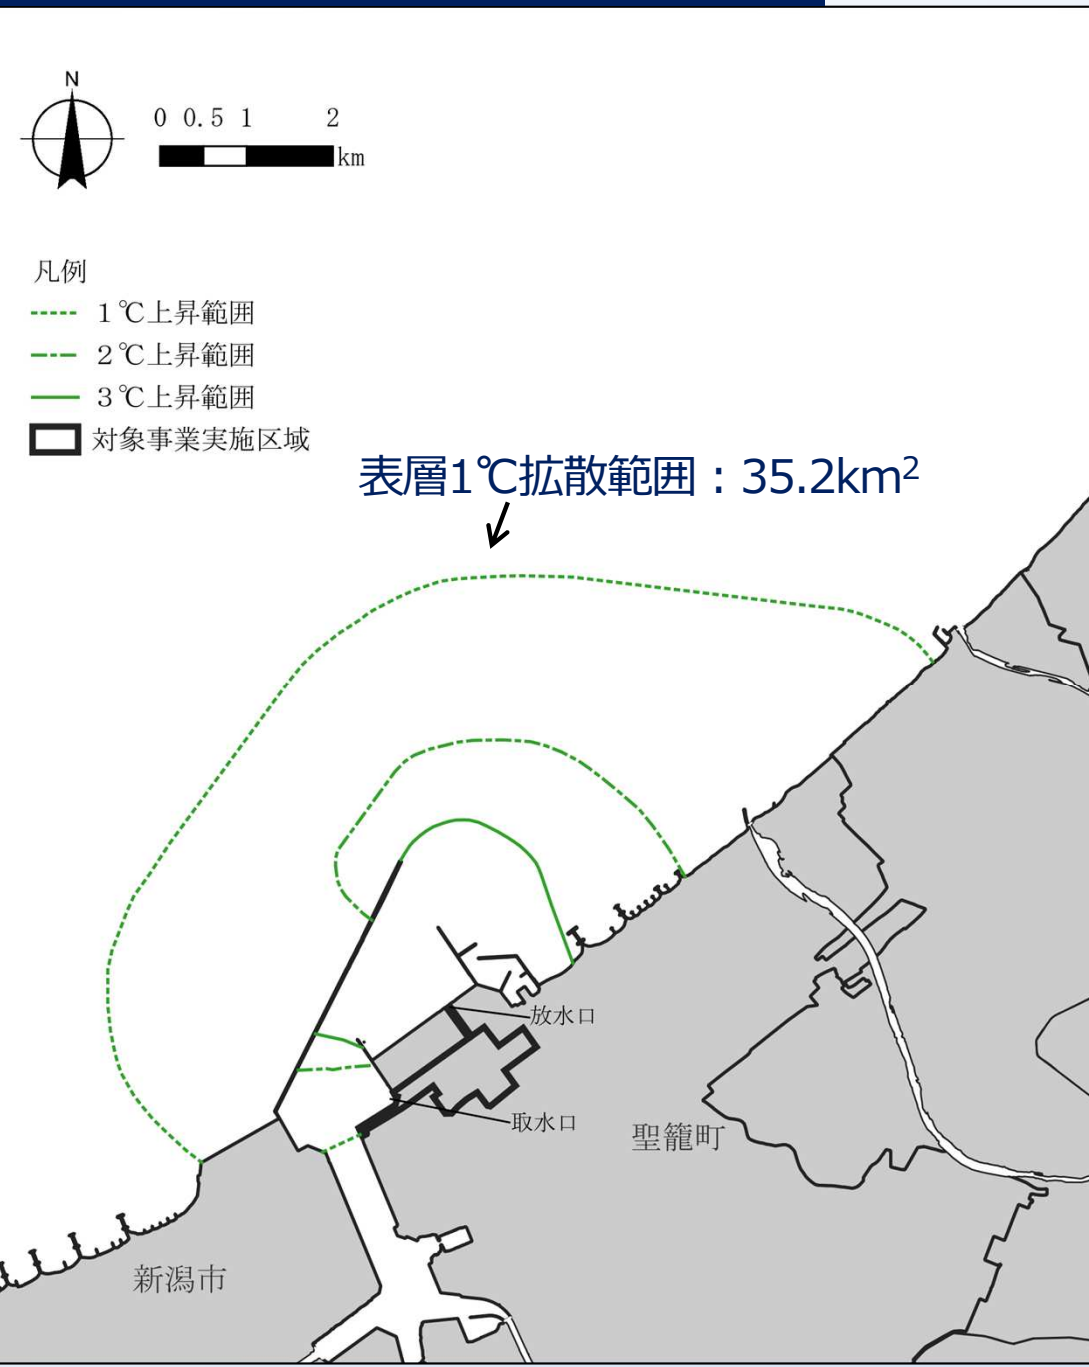 N
0 0.5 1 2
km
凡例
1℃上昇範囲
2℃上昇範囲
3℃上昇範囲
対象事業実施区域
表層1℃拡散範囲：35.2km²
放水口
取水口
聖籠町
新潟市